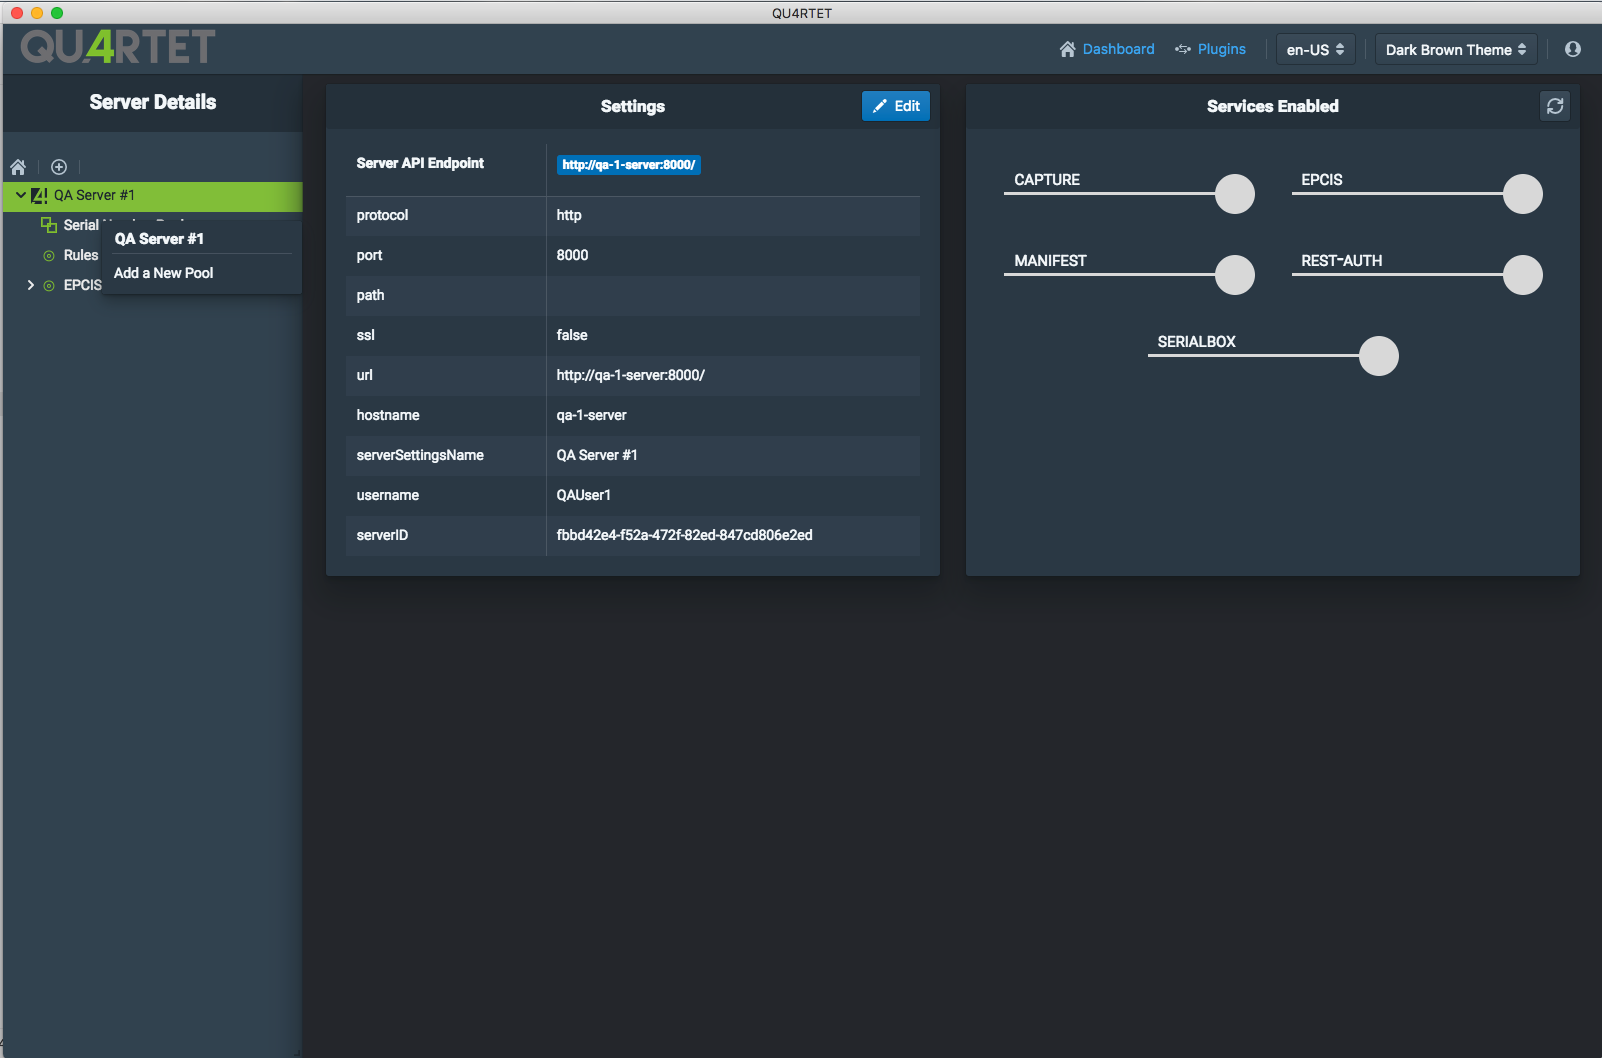 QU4RTET
QU4RTET
Dashboard
Plugins
en-US
Dark Brown Theme
Server Details
QA Server #1
Serial
Rules
EPCIS
QA Server #1
Add a New Pool
Settings
Edit
Server API Endpoint http://qa-1-server:8000/
protocol http
port 8000
path
ssl false
url http://qa-1-server:8000/
hostname qa-1-server
serverSettingsName QA Server #1
username QAUser1
serverID fbbd42e4-f52a-472f-82ed-847cd806e2ed
Services Enabled
CAPTURE
EPCIS
MANIFEST
REST-AUTH
SERIALBOX